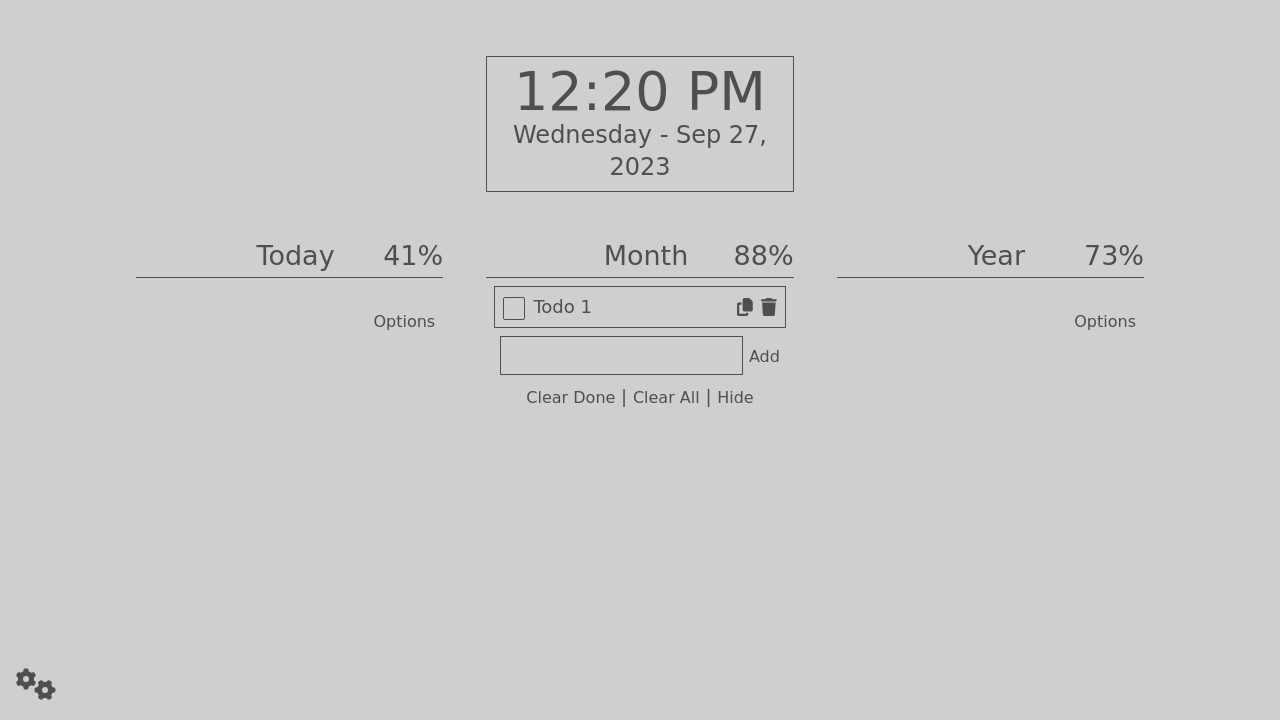 12:20 PM
Wednesday - Sep 27,
2023
Today 41%
Month 88%
Year 73%
Todo 1
Options
Options
Add
Clear Done | Clear All | Hide